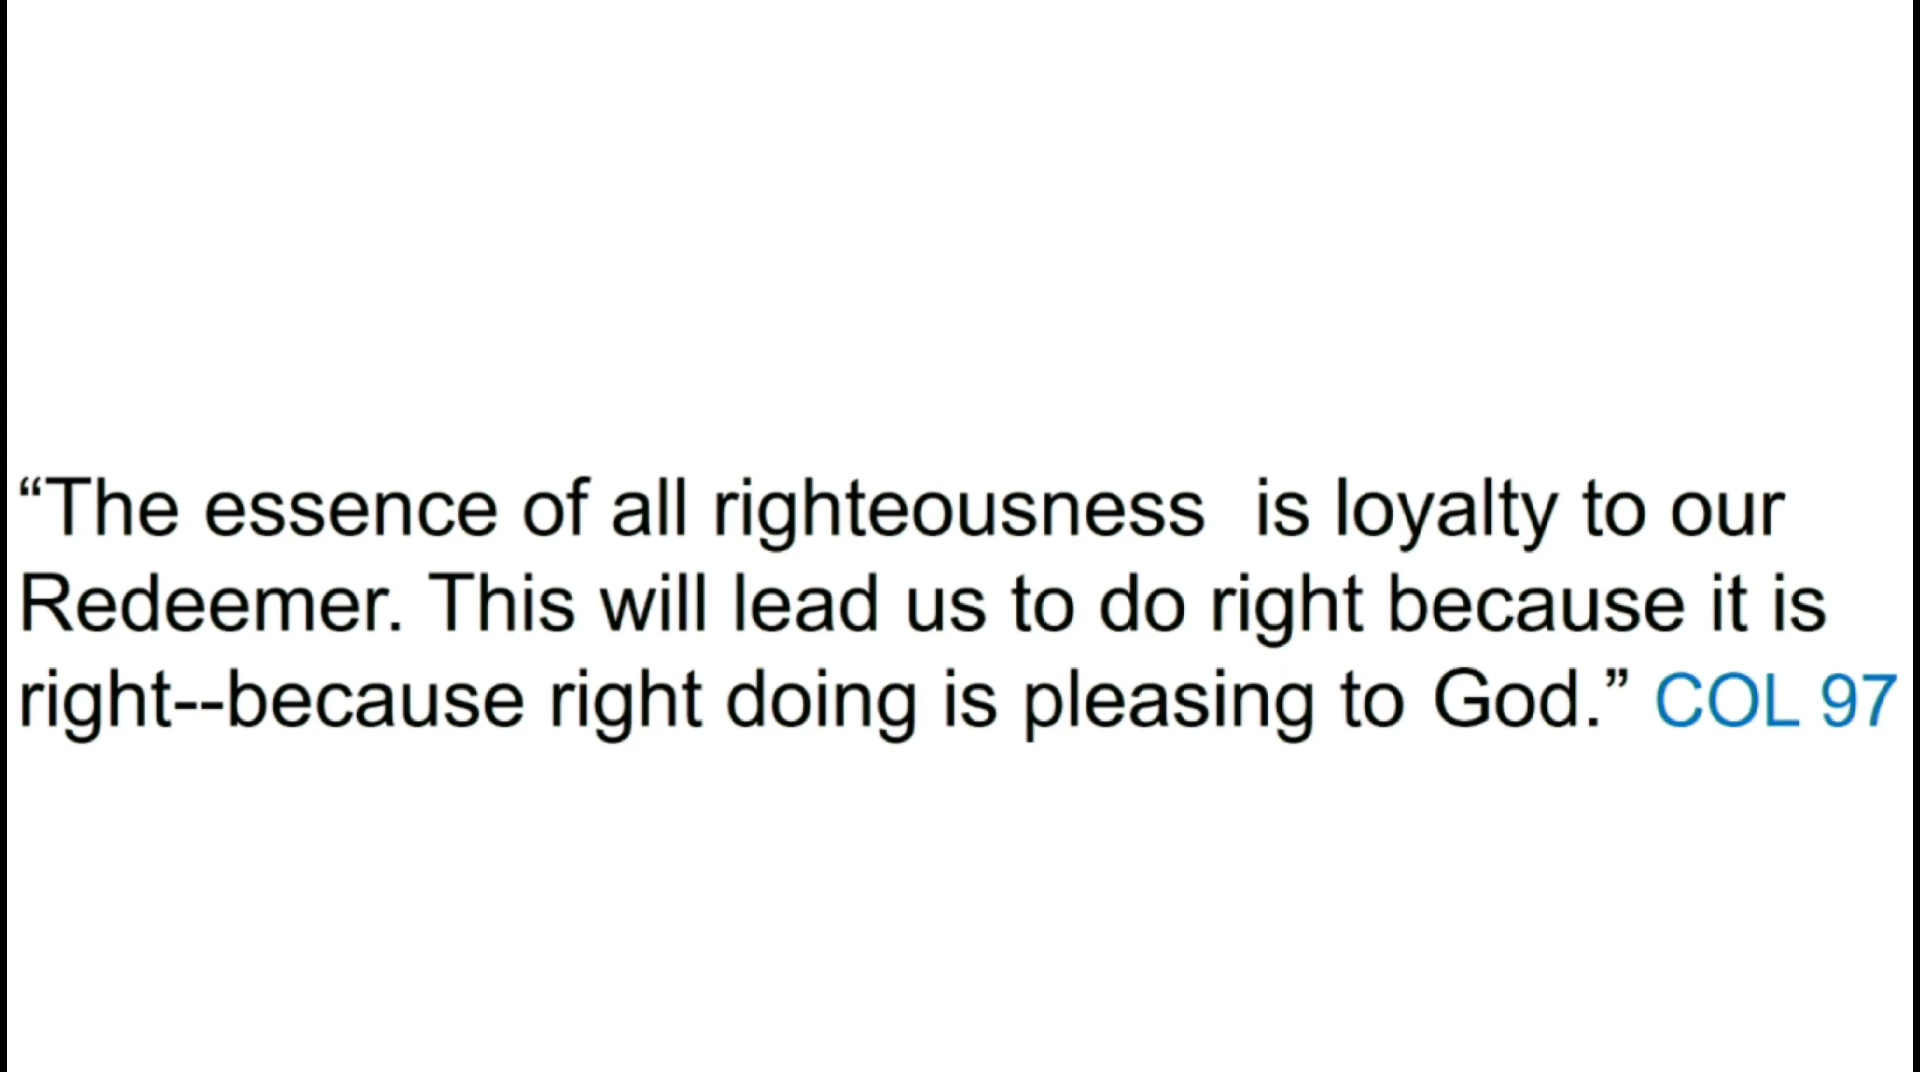 “The essence of all righteousness  is loyalty to our
Redeemer. This will lead us to do right because it is
right--because right doing is pleasing to God.” COL 97